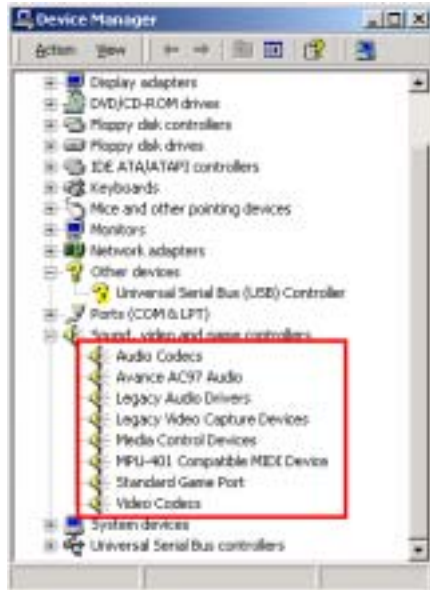 Device Manager
Action View
Display adapters
DVD/CD-ROM drives
Floppy disk controllers
Floppy disk drives
IDE ATA/ATAPI controllers
Keyboards
Mice and other pointing devices
Monitors
Network adapters
Other devices
Universal Serial Bus (USB) Controller
Ports (COM & LPT)
Sound, video and game controllers
Audio Codecs
Avance AC97 Audio
Legacy Audio Drivers
Legacy Video Capture Devices
Media Control Devices
MPU-401 Compatible MIDI Device
Standard Game Port
Video Codecs
System devices
Universal Serial Bus controllers